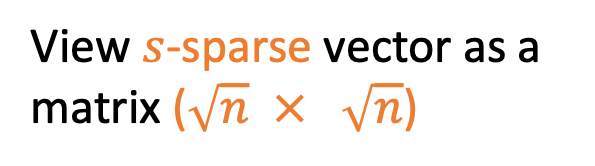 View s-sparse vector as a
matrix (√n × √n)